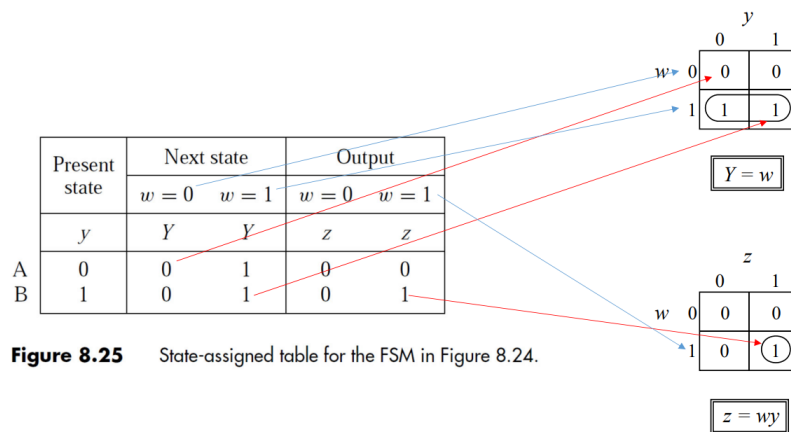 Present state
Next state
Output
w = 0 w = 1 w = 0 w = 1
y Y Y z z
A 0 0 1 0 0
B 1 0 1 0 1
Figure 8.25 State-assigned table for the FSM in Figure 8.24.
y
0 1
w 0 0 0
1 1 1
Y = w
z
0 1
w 0 0 0
1 0 1
z = wy